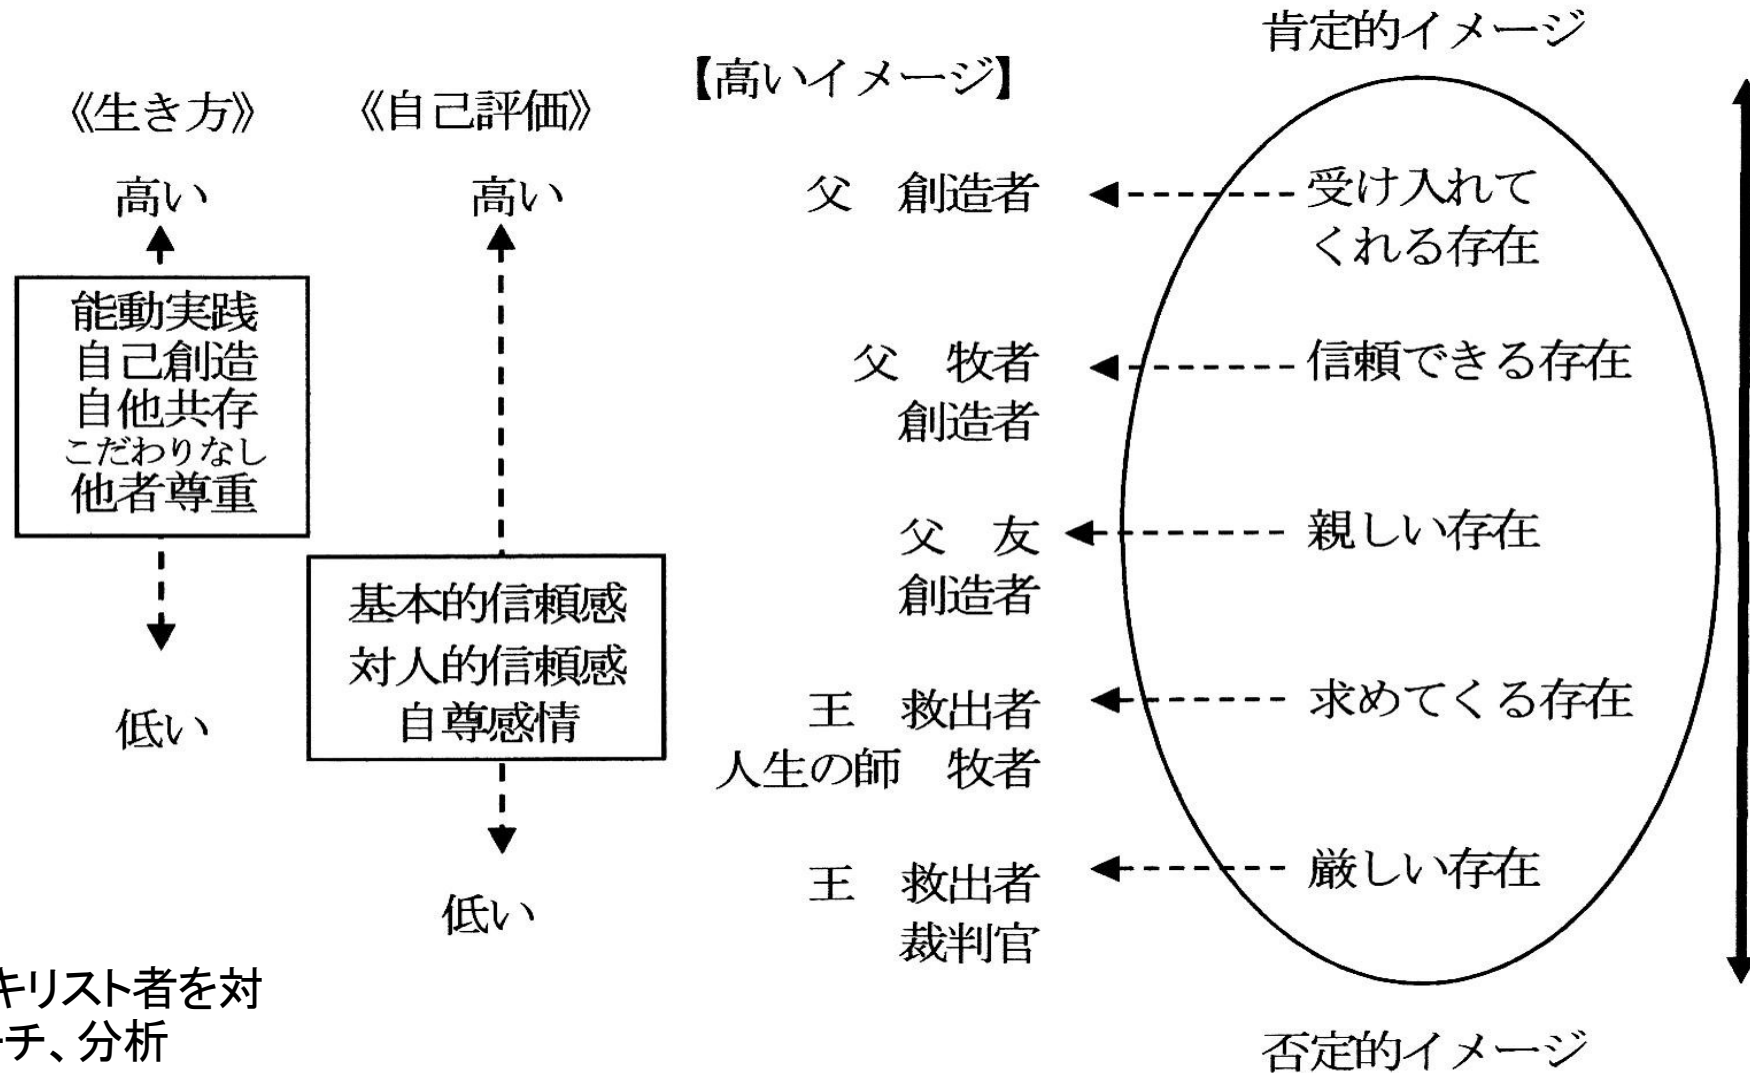 《生き方》
高い
能動実践
自己創造
自他共存
こだわりなし
他者尊重
低い
《自己評価》
高い
基本的信頼感
対人的信頼感
自尊感情
低い
【高いイメージ】
父 創造者
父 牧者
創造者
父 友
創造者
王 救出者
人生の師 牧者
王 救出者
裁判官
肯定的イメージ
受け入れて
くれる存在
信頼できる存在
親しい存在
求めてくる存在
厳しい存在
否定的イメージ
キリスト者を対
チ、分析